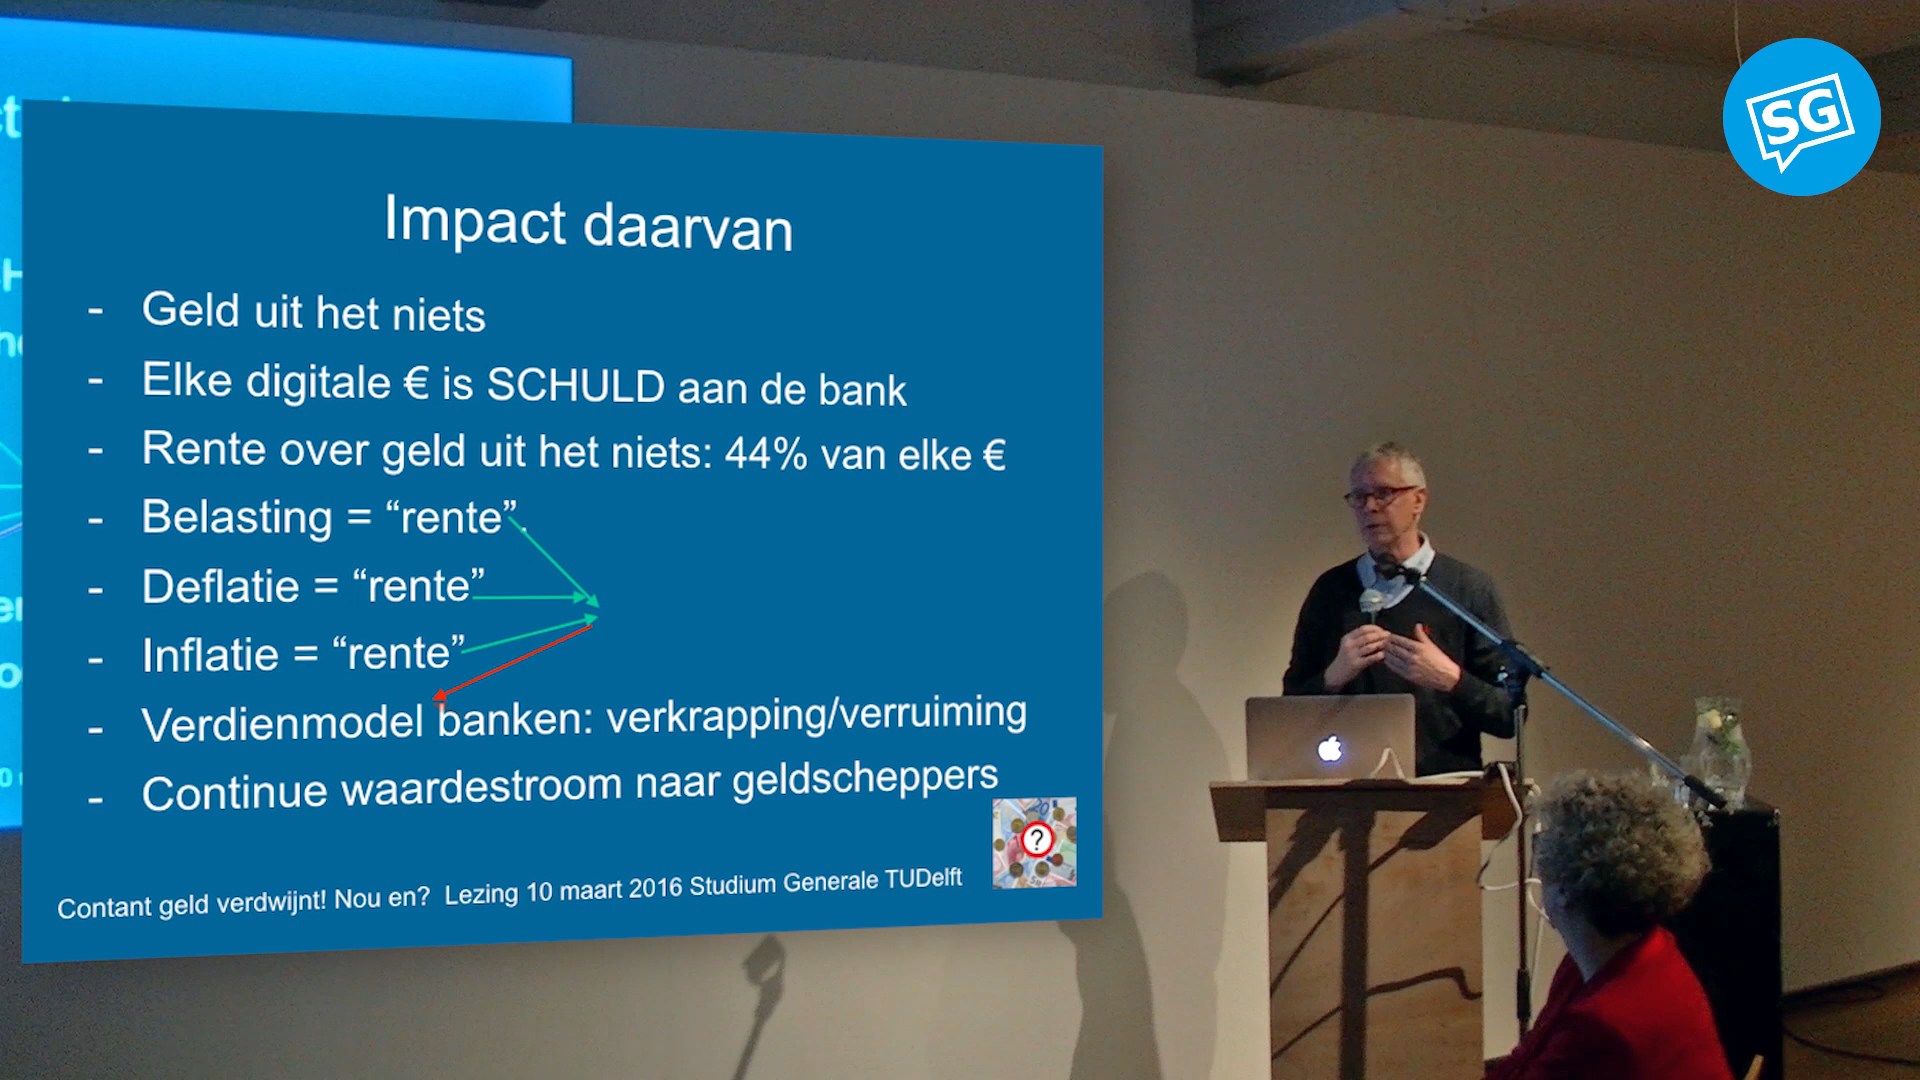 SG
Impact daarvan
- Geld uit het niets
- Elke digitale € is SCHULD aan de bank
- Rente over geld uit het niets: 44% van elke €
- Belasting = “rente”.
- Deflatie = “rente”
- Inflatie = “rente”
- Verdienmodel banken: verkrapping/verruiming
- Continue waardestroom naar geldscheppers
?
Contant geld verdwijnt! Nou en? Lezing 10 maart 2016 Studium Generale TUDelft